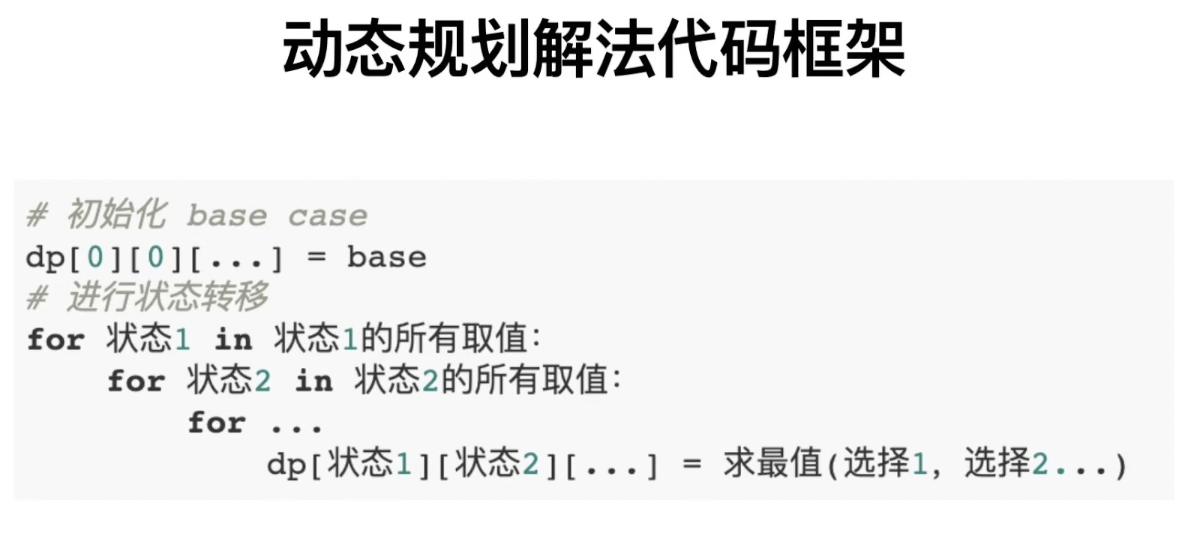 动态规划解法代码框架
# 初始化 base case
dp[0][0][...] = base
# 进行状态转移
for 状态1 in 状态1的所有取值：
    for 状态2 in 状态2的所有取值：
        for ...
            dp[状态1][状态2][...] = 求最值(选择1，选择2...)